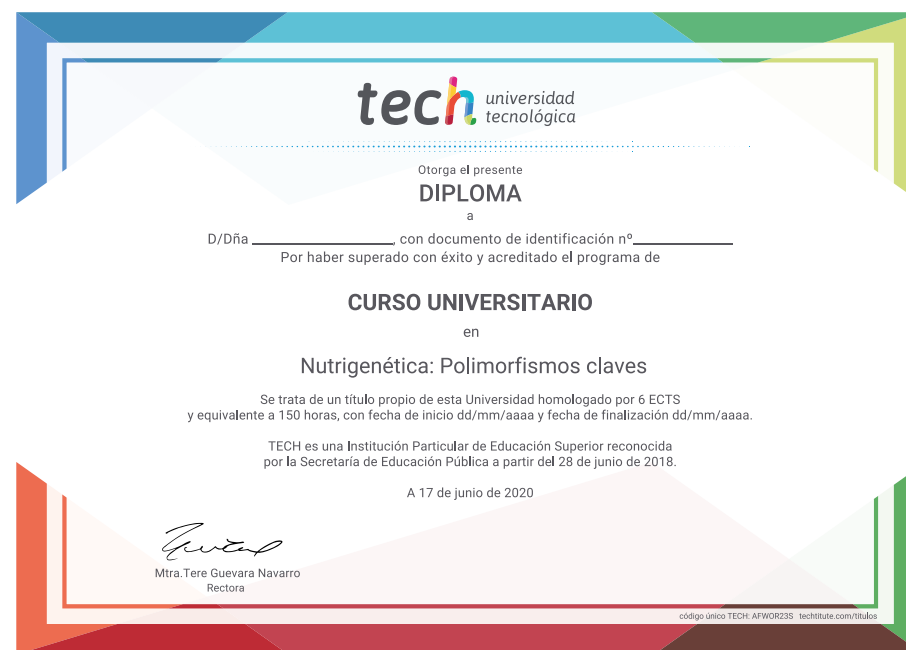 tech universidad
tecnológica
Otorga el presente
DIPLOMA
a
D/Dña ____________________, con documento de identificación nº______________
Por haber superado con éxito y acreditado el programa de
CURSO UNIVERSITARIO
en
Nutrigenética: Polimorfismos claves
Se trata de un título propio de esta Universidad homologado por 6 ECTS
y equivalente a 150 horas, con fecha de inicio dd/mm/aaaa y fecha de finalización dd/mm/aaaa.
TECH es una Institución Particular de Educación Superior reconocida
por la Secretaría de Educación Pública a partir del 28 de junio de 2018.
A 17 de junio de 2020
Mtra.Tere Guevara Navarro
Rectora
código único TECH: AFWOR23S techtitute.com/titulos